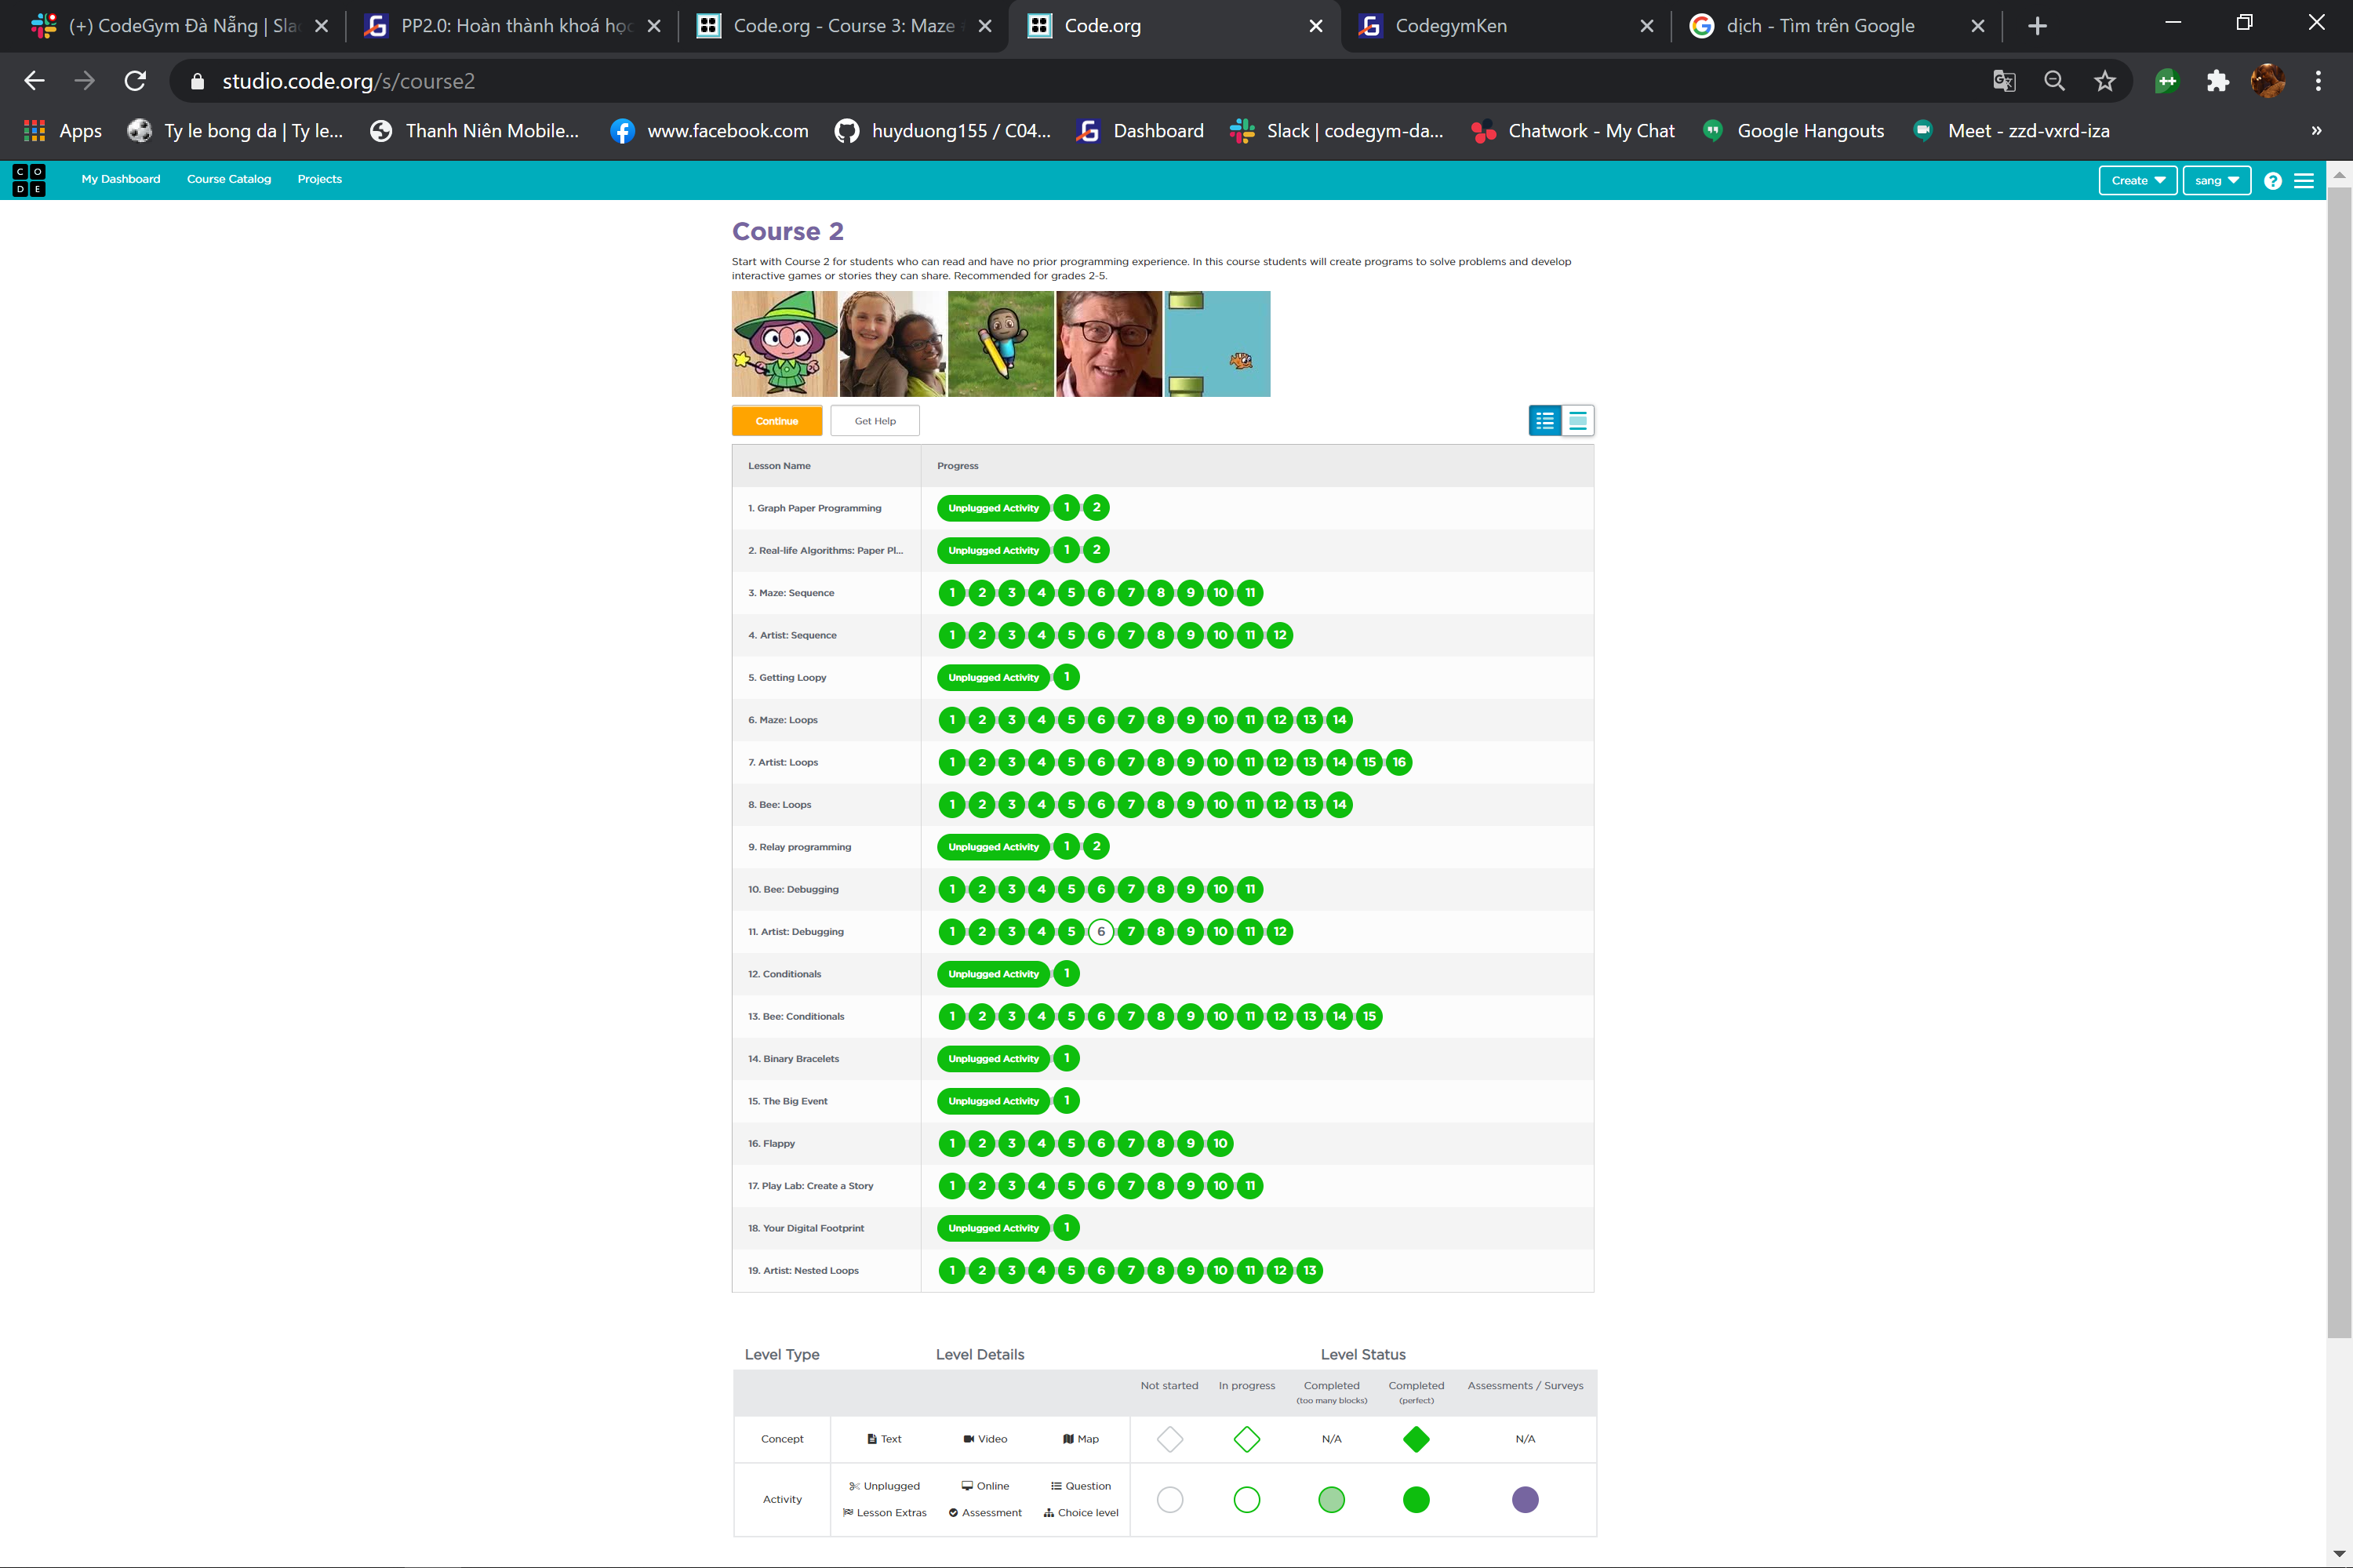 (+) CodeGym Đà Nẵng | Sla
PP2.0: Hoàn thành khoá học
Code.org - Course 3: Maze
Code.org
CodegymKen
dịch - Tìm trên Google
studio.code.org/s/course2
Apps
Ty le bong da | Ty le...
Thanh Niên Mobile...
www.facebook.com
huyduong155 / C04...
Dashboard
Slack | codegym-da...
Chatwork - My Chat
Google Hangouts
Meet - zzd-vxrd-iza
»
C O
D E
My Dashboard
Course Catalog
Projects
Create
sang
?
Course 2
Start with Course 2 for students who can read and have no prior programming experience. In this course students will create programs to solve problems and develop
interactive games or stories they can share. Recommended for grades 2-5.
Continue
Get Help
Lesson Name Progress
1. Graph Paper Programming Unplugged Activity 1 2
2. Real-life Algorithms: Paper Pl... Unplugged Activity 1 2
3. Maze: Sequence 1 2 3 4 5 6 7 8 9 10 11
4. Artist: Sequence 1 2 3 4 5 6 7 8 9 10 11 12
5. Getting Loopy Unplugged Activity 1
6. Maze: Loops 1 2 3 4 5 6 7 8 9 10 11 12 13 14
7. Artist: Loops 1 2 3 4 5 6 7 8 9 10 11 12 13 14 15 16
8. Bee: Loops 1 2 3 4 5 6 7 8 9 10 11 12 13 14
9. Relay programming Unplugged Activity 1 2
10. Bee: Debugging 1 2 3 4 5 6 7 8 9 10 11
11. Artist: Debugging 1 2 3 4 5 6 7 8 9 10 11 12
12. Conditionals Unplugged Activity 1
13. Bee: Conditionals 1 2 3 4 5 6 7 8 9 10 11 12 13 14 15
14. Binary Bracelets Unplugged Activity 1
15. The Big Event Unplugged Activity 1
16. Flappy 1 2 3 4 5 6 7 8 9 10
17. Play Lab: Create a Story 1 2 3 4 5 6 7 8 9 10 11
18. Your Digital Footprint Unplugged Activity 1
19. Artist: Nested Loops 1 2 3 4 5 6 7 8 9 10 11 12 13
Level Type Level Details Level Status
Not started In progress Completed Completed Assessments / Surveys
(too many blocks) (perfect)
Concept Text Video Map N/A N/A
Unplugged Online Question
Activity
Lesson Extras Assessment Choice level